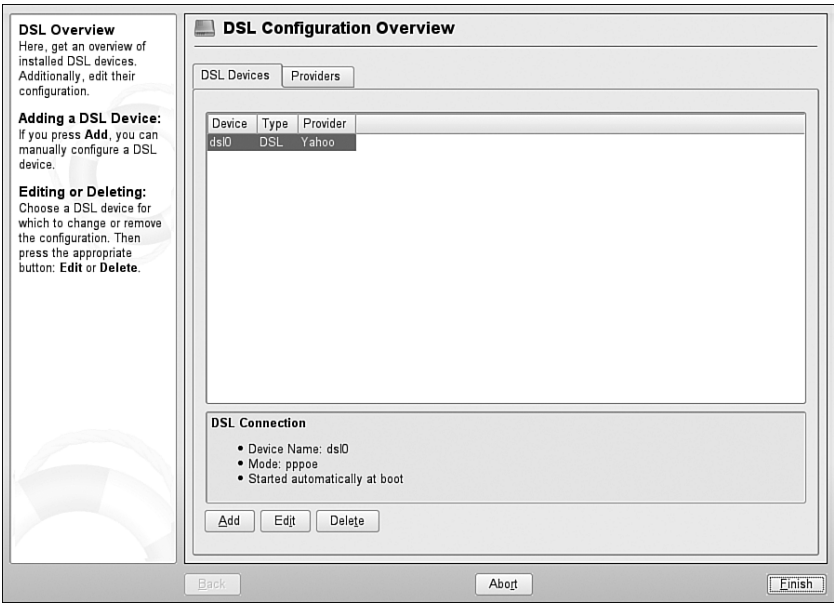 DSL Overview
Here, get an overview of
installed DSL devices.
Additionally, edit their
configuration.
Adding a DSL Device:
If you press Add, you can
manually configure a DSL
device.
Editing or Deleting:
Choose a DSL device for
which to change or remove
the configuration. Then
press the appropriate
button: Edit or Delete.
DSL Configuration Overview
DSL Devices Providers
Device Type Provider
dsl0 DSL Yahoo
DSL Connection
• Device Name: dsl0
• Mode: pppoe
• Started automatically at boot
Add Edit Delete
Back Abort Finish